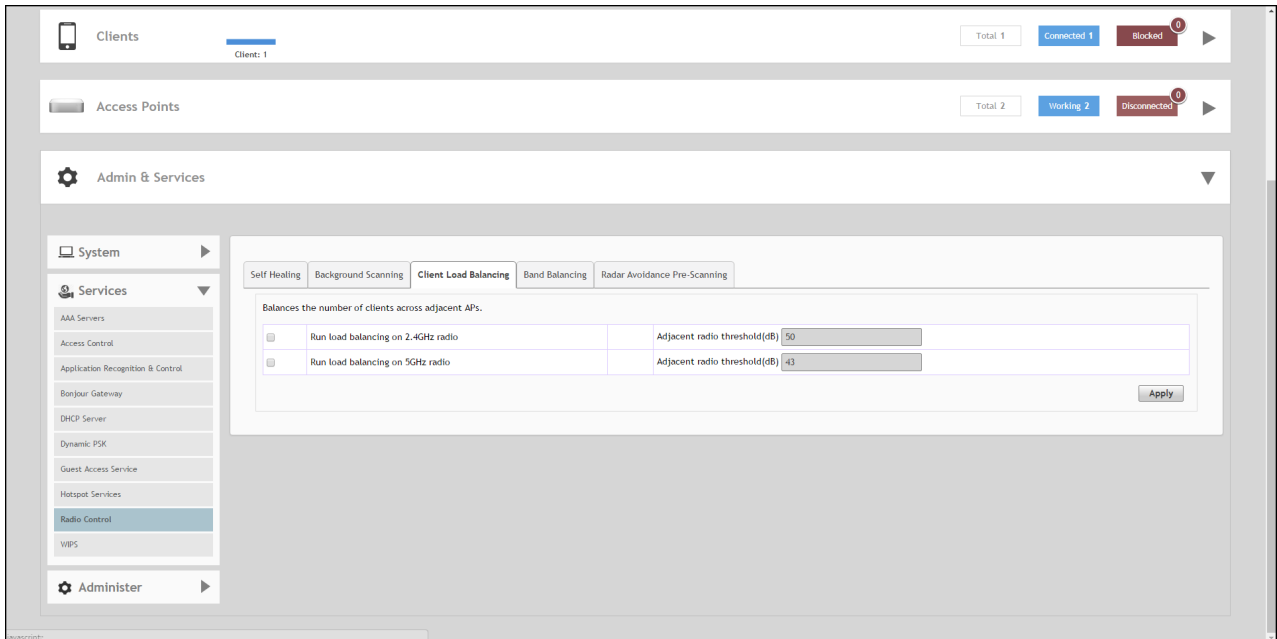 Clients
Client: 1
Total 1
Connected 1
Blocked
0
Access Points
Total 2
Working 2
Disconnected
0
Admin & Services
System
Services
AAA Servers
Access Control
Application Recognition & Control
Bonjour Gateway
DHCP Server
Dynamic PSK
Guest Access Service
Hotspot Services
Radio Control
WIPS
Administer
Self Healing
Background Scanning
Client Load Balancing
Band Balancing
Radar Avoidance Pre-Scanning
Balances the number of clients across adjacent APs.
Run load balancing on 2.4GHz radio
Adjacent radio threshold(dB) 50
Run load balancing on 5GHz radio
Adjacent radio threshold(dB) 43
Apply